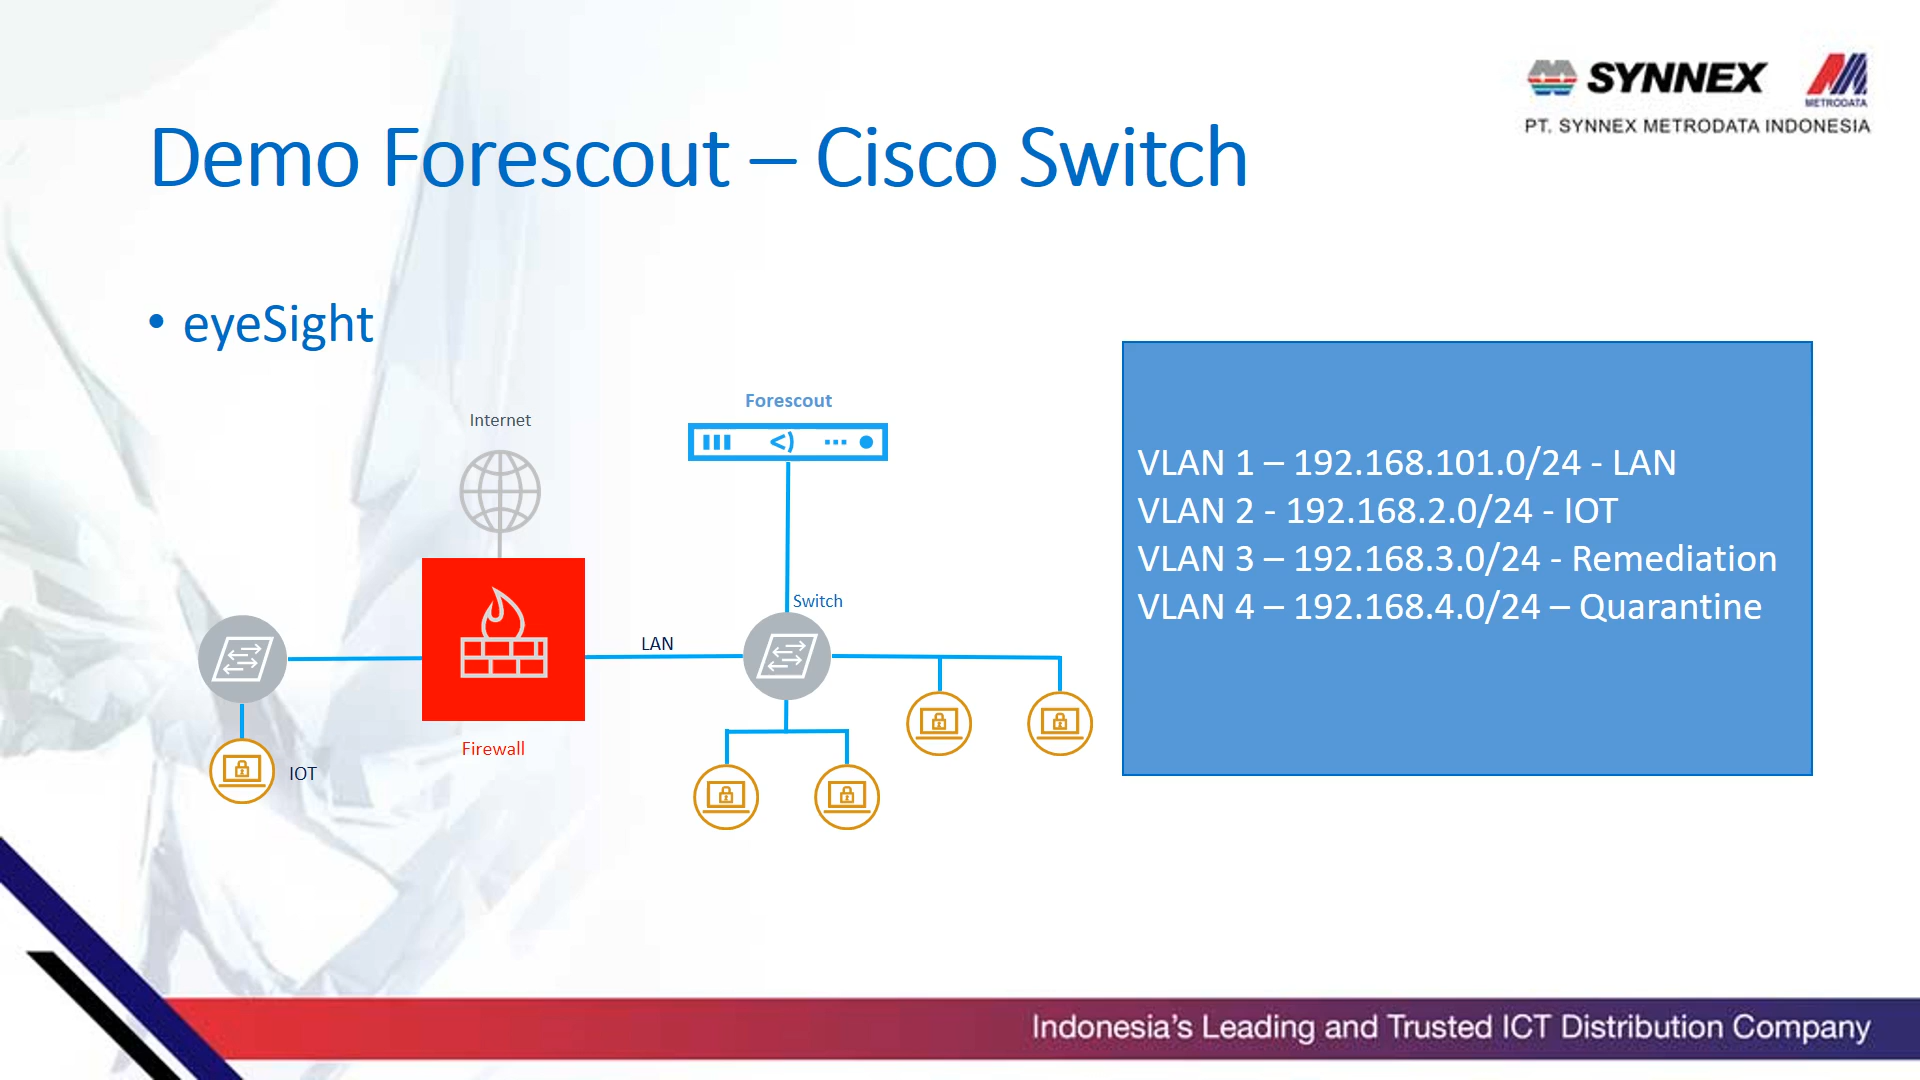 SYNNEX
METRODATA
PT. SYNNEX METRODATA INDONESIA
Demo Forescout – Cisco Switch
• eyeSight
Forescout
Internet
Switch
LAN
Firewall
IOT
VLAN 1 – 192.168.101.0/24 - LAN
VLAN 2 - 192.168.2.0/24 - IOT
VLAN 3 – 192.168.3.0/24 - Remediation
VLAN 4 – 192.168.4.0/24 – Quarantine
Indonesia's Leading and Trusted ICT Distribution Company